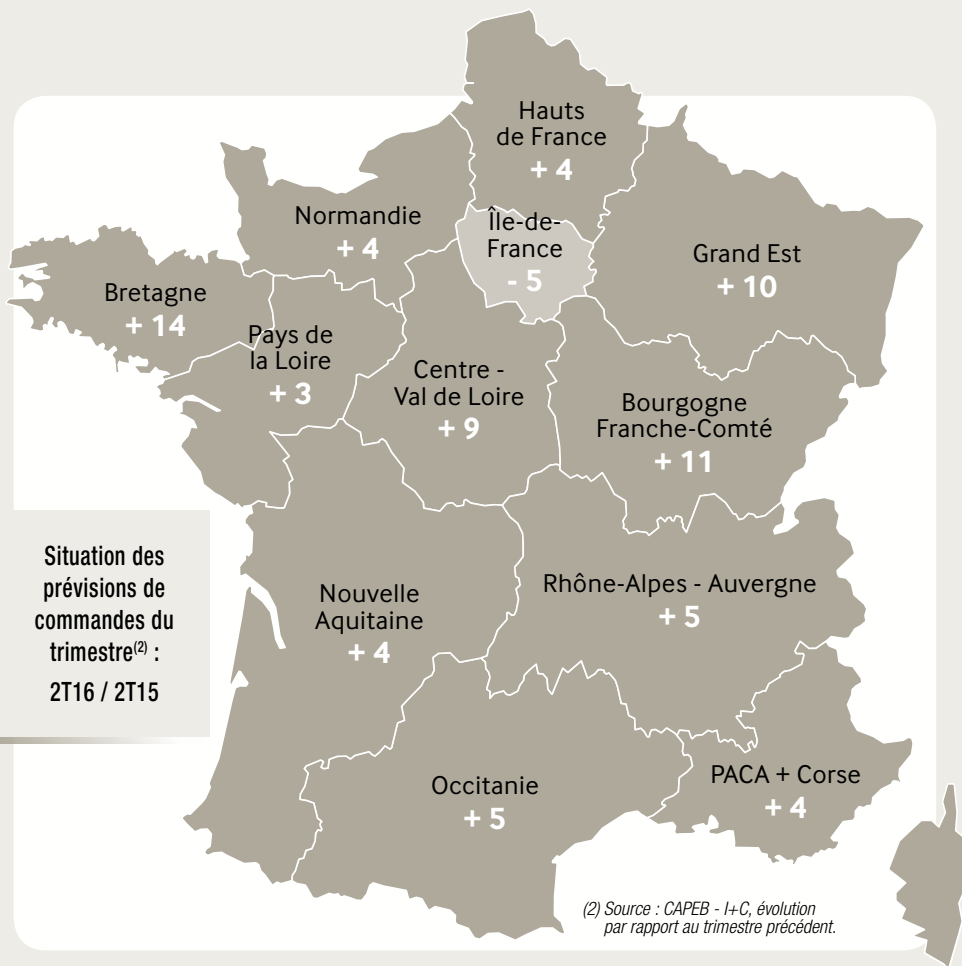 Hauts
de France
+ 4
Normandie
+ 4
Île-de-
France
- 5
Grand Est
+ 10
Bretagne
+ 14
Pays de
la Loire
+ 3
Centre -
Val de Loire
+ 9
Bourgogne
Franche-Comté
+ 11
Situation des
prévisions de
commandes du
trimestre(2) :
2T16 / 2T15
Nouvelle
Aquitaine
+ 4
Rhône-Alpes - Auvergne
+ 5
Occitanie
+ 5
PACA + Corse
+ 4
(2) Source : CAPEB - I+C, évolution
par rapport au trimestre précédent.